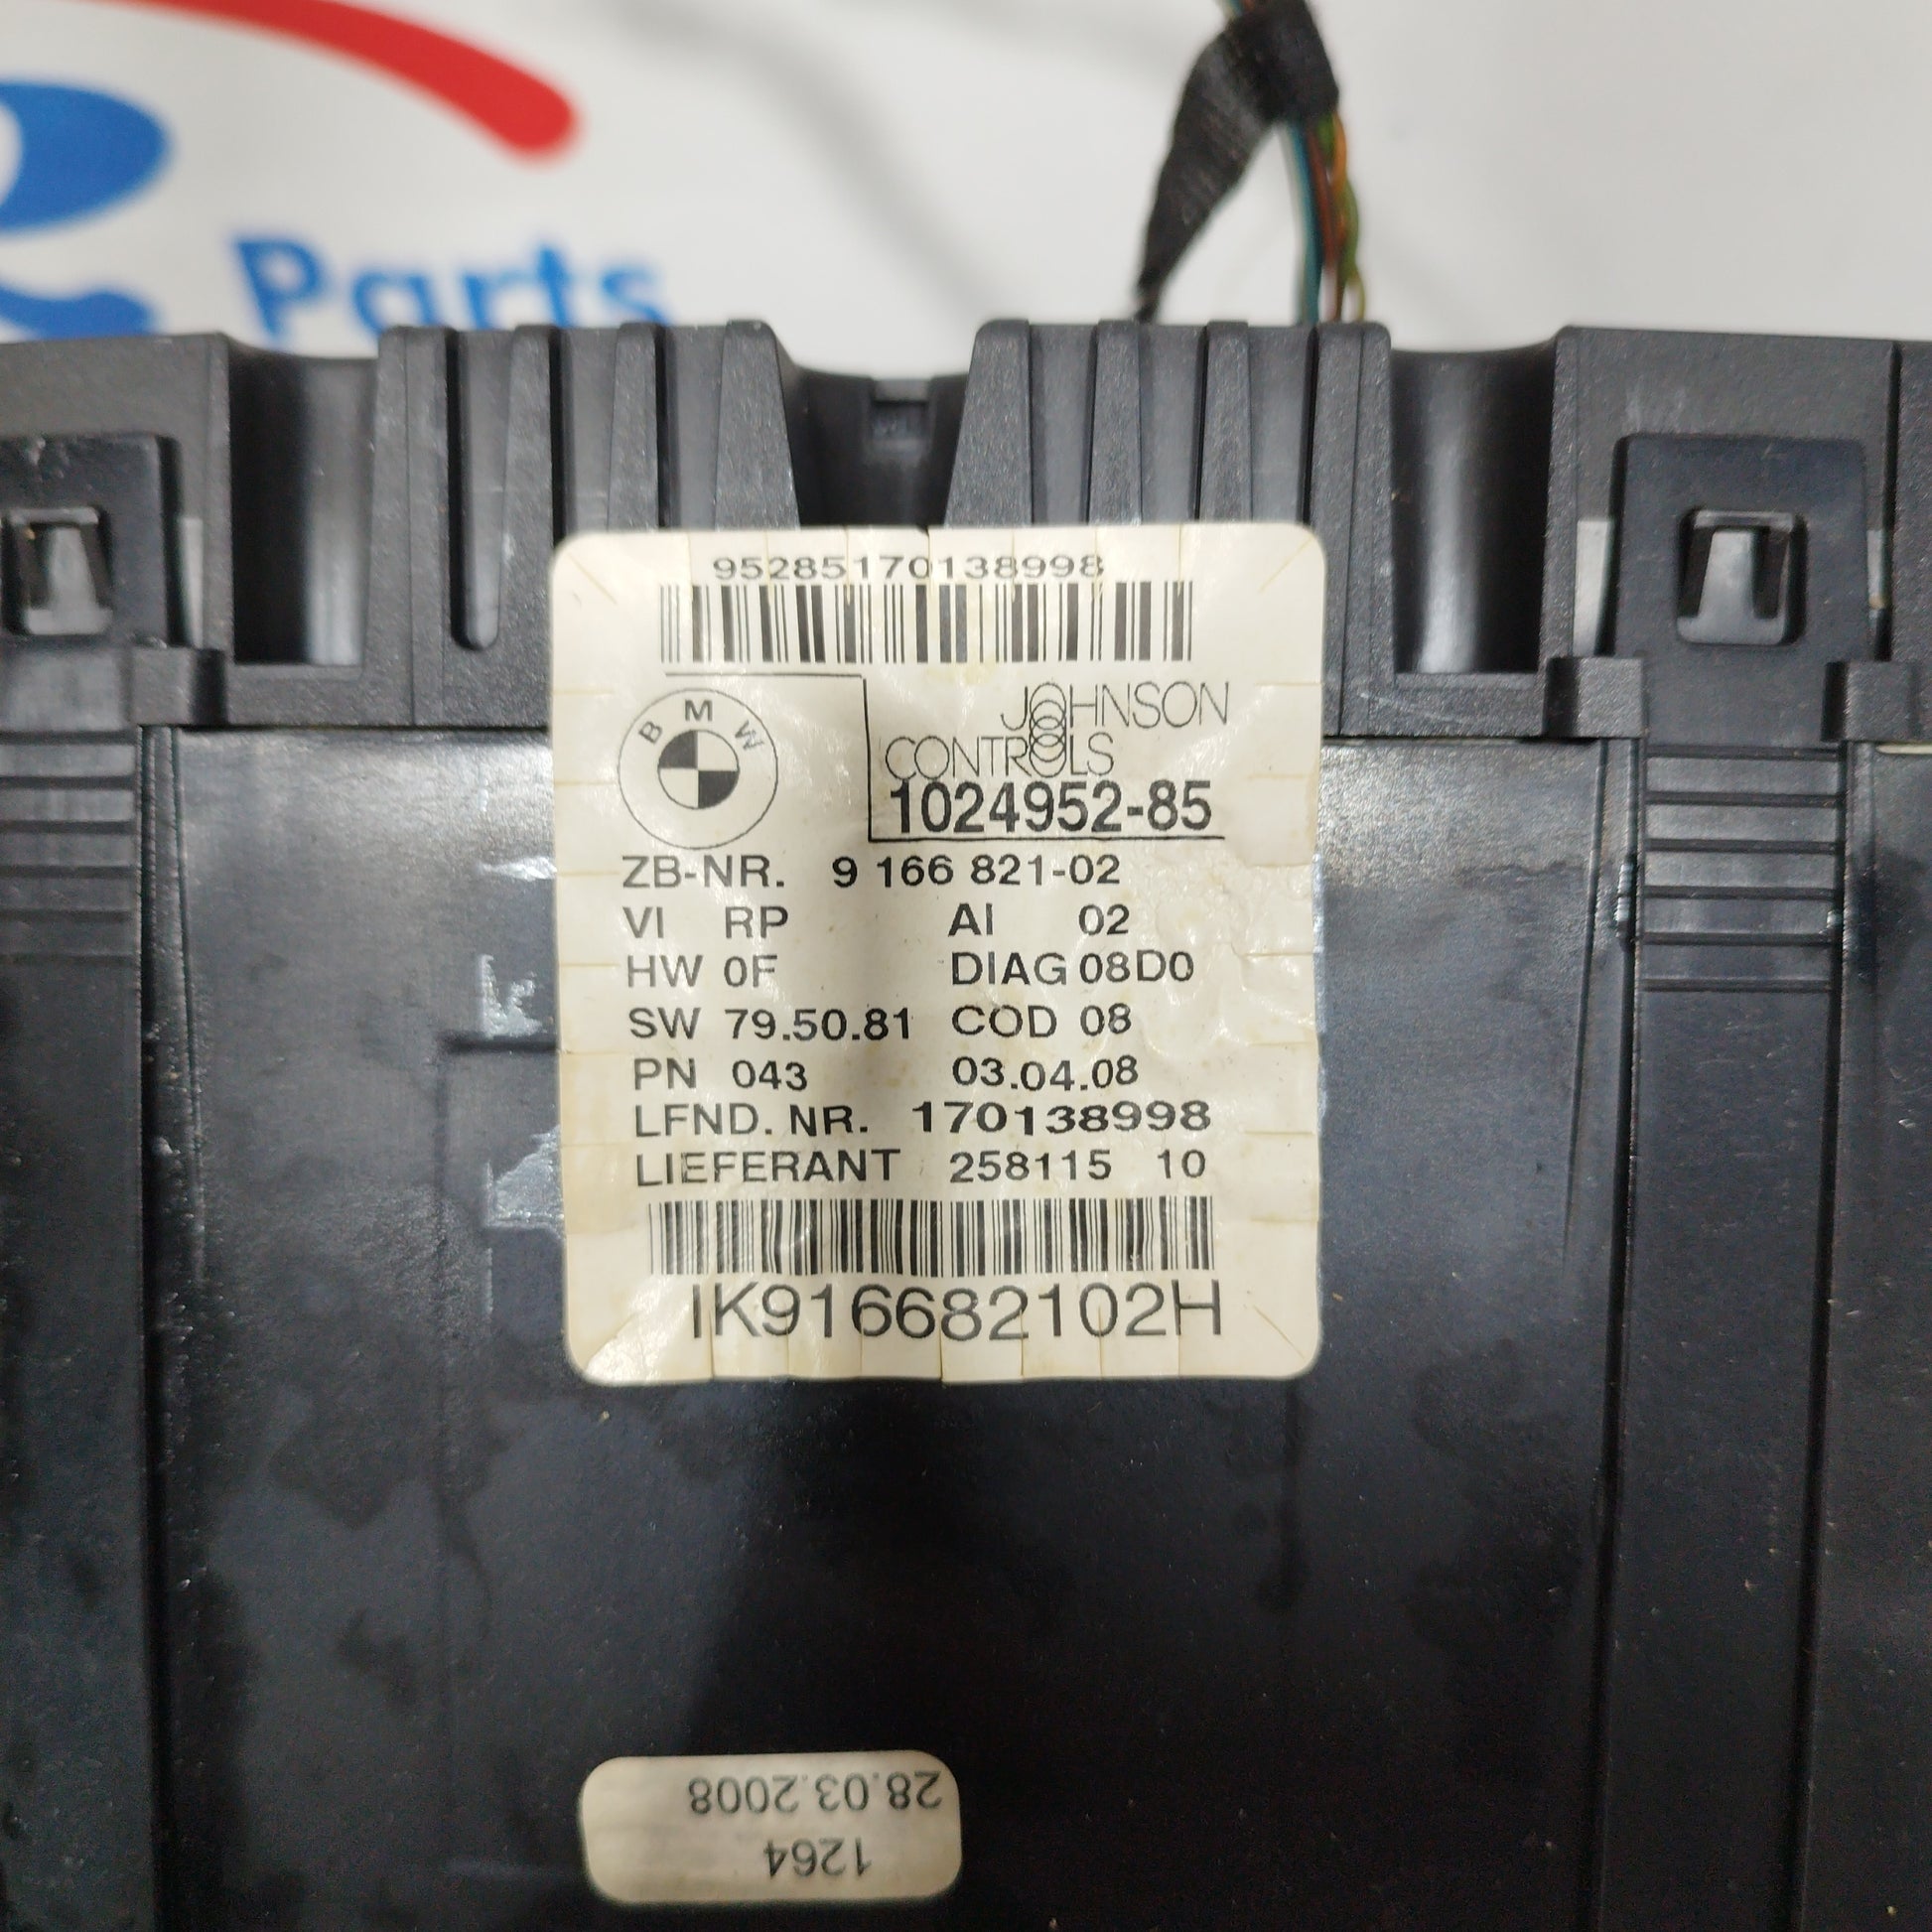 Parts
95285170138998
BMW
JOHNSON
CONTROLS
1024952-85
ZB-NR. 9 166 821-02
VI RP AI 02
HW 0F DIAG 08D0
SW 79.50.81 COD 08
PN 043 03.04.08
LFND. NR. 170138998
LIEFERANT 258115 10
IK916682102H
28.03.2008
1264